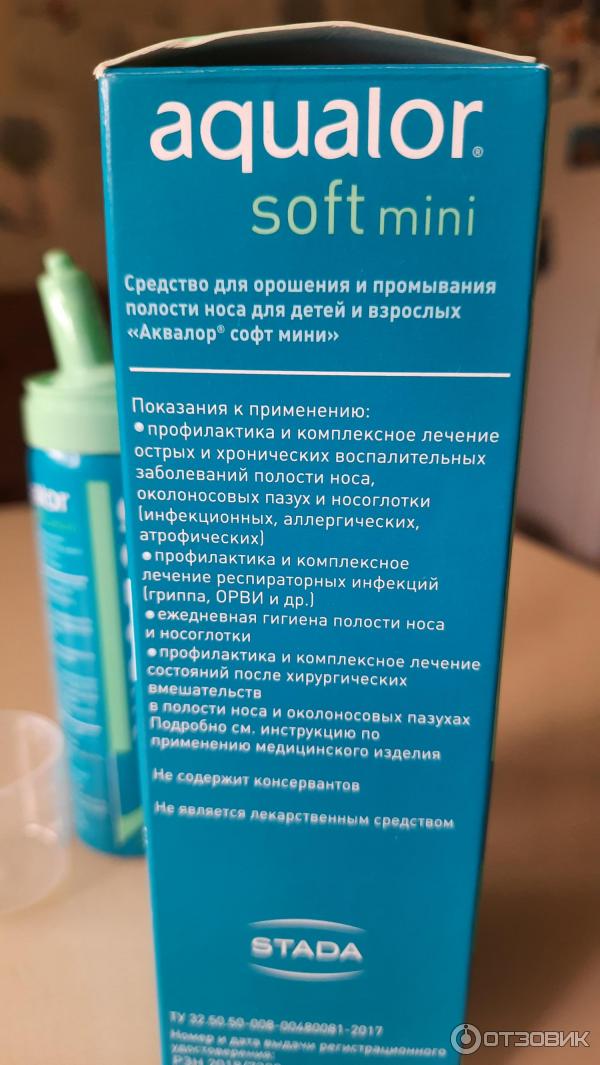 aqualor®
soft mini
Средство для орошения и промывания
полости носа для детей и взрослых
«Аквалор® софт мини»
Показания к применению:
• профилактика и комплексное лечение
острых и хронических воспалительных
заболеваний полости носа,
околоносовых пазух и носоглотки
(инфекционных, аллергических,
атрофических)
• профилактика и комплексное
лечение респираторных инфекций
(гриппа, ОРВИ и др.)
• ежедневная гигиена полости носа
и носоглотки
• профилактика и комплексное лечение
состояний после хирургических
вмешательств
в полости носа и околоносовых пазухах
Подробно см. инструкцию по
применению медицинского изделия
Не содержит консервантов
Не является лекарственным средством
STADA
ТУ 32-50-50-008-00480081-2017
Номер и дата выдачи регистрационного
удостоверения:
РЗН
aqualor
ОТЗОВИК